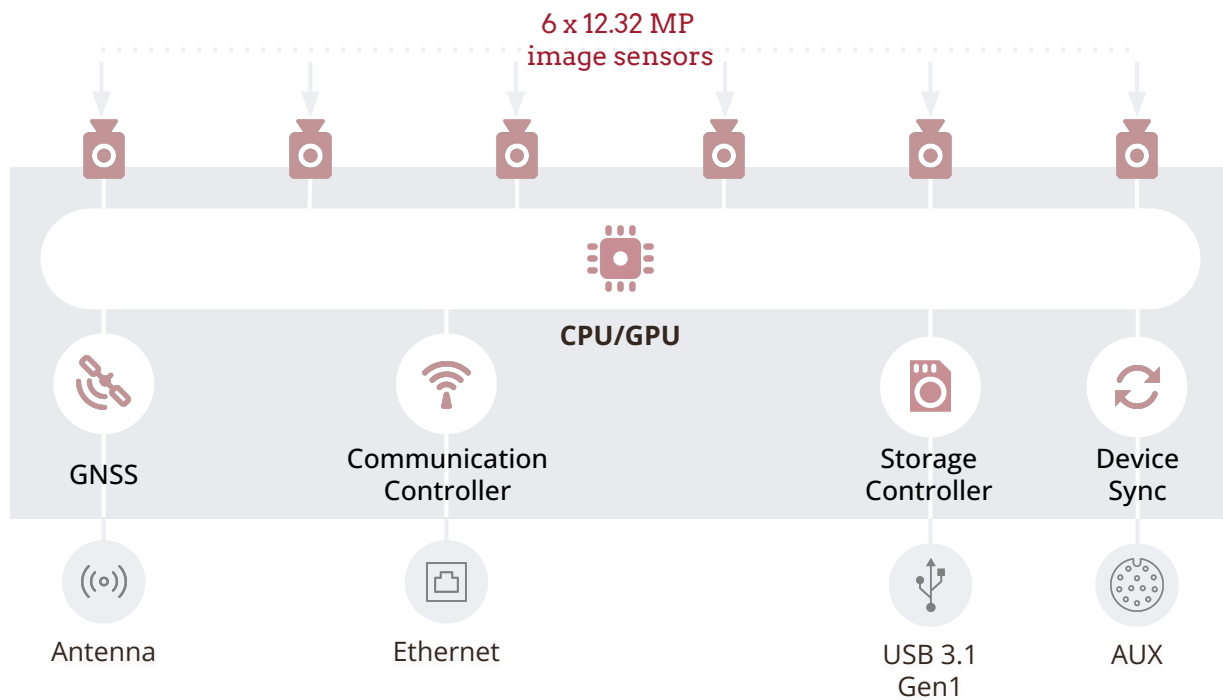 6 x 12.32 MP
image sensors
CPU/GPU
GNSS
Communication
Controller
Storage
Controller
Device
Sync
Antenna
Ethernet
USB 3.1
Gen1
AUX